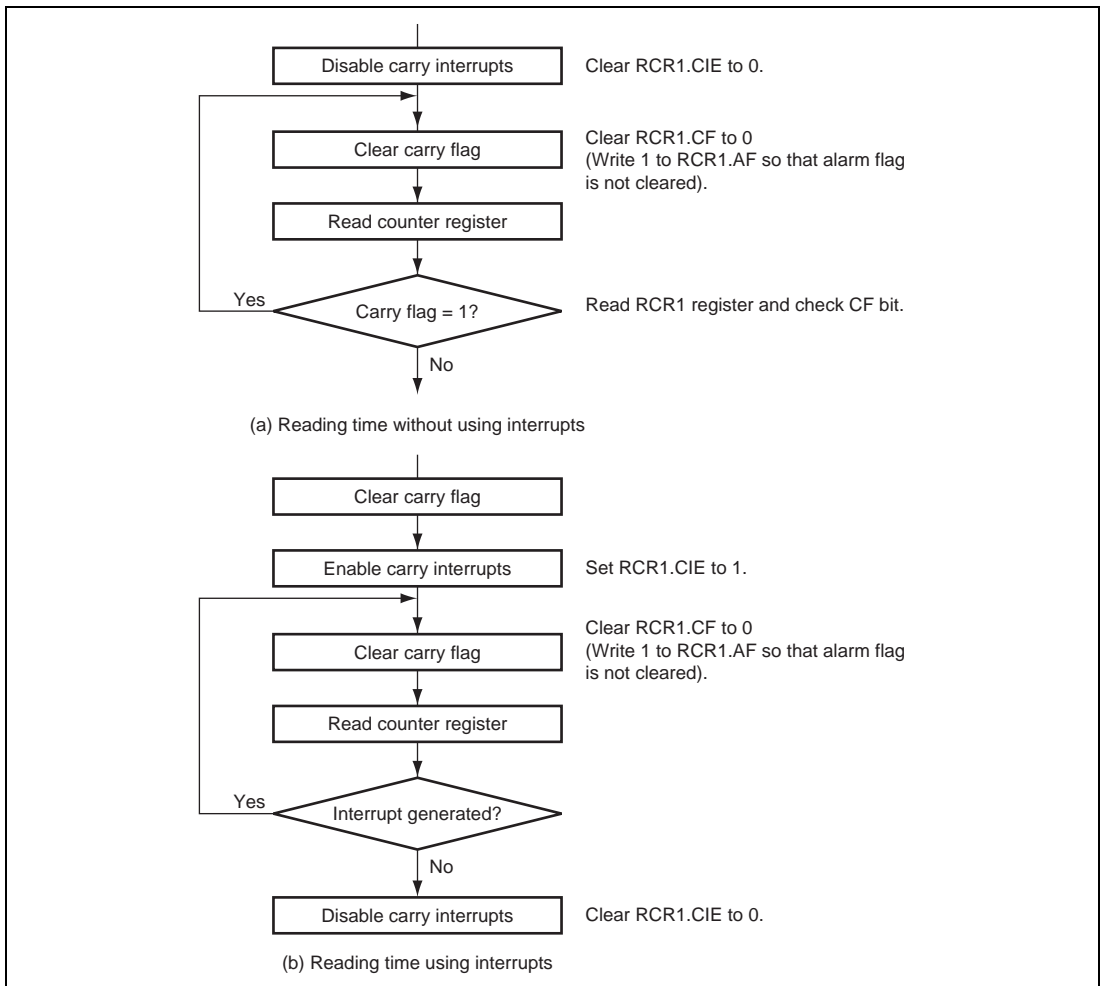 Disable carry interrupts
Clear RCR1.CIE to 0.
Clear carry flag
Clear RCR1.CF to 0
(Write 1 to RCR1.AF so that alarm flag
is not cleared).
Read counter register
Yes
Carry flag = 1?
Read RCR1 register and check CF bit.
No
(a) Reading time without using interrupts
Clear carry flag
Enable carry interrupts
Set RCR1.CIE to 1.
Clear carry flag
Clear RCR1.CF to 0
(Write 1 to RCR1.AF so that alarm flag
is not cleared).
Read counter register
Yes
Interrupt generated?
No
Disable carry interrupts
Clear RCR1.CIE to 0.
(b) Reading time using interrupts